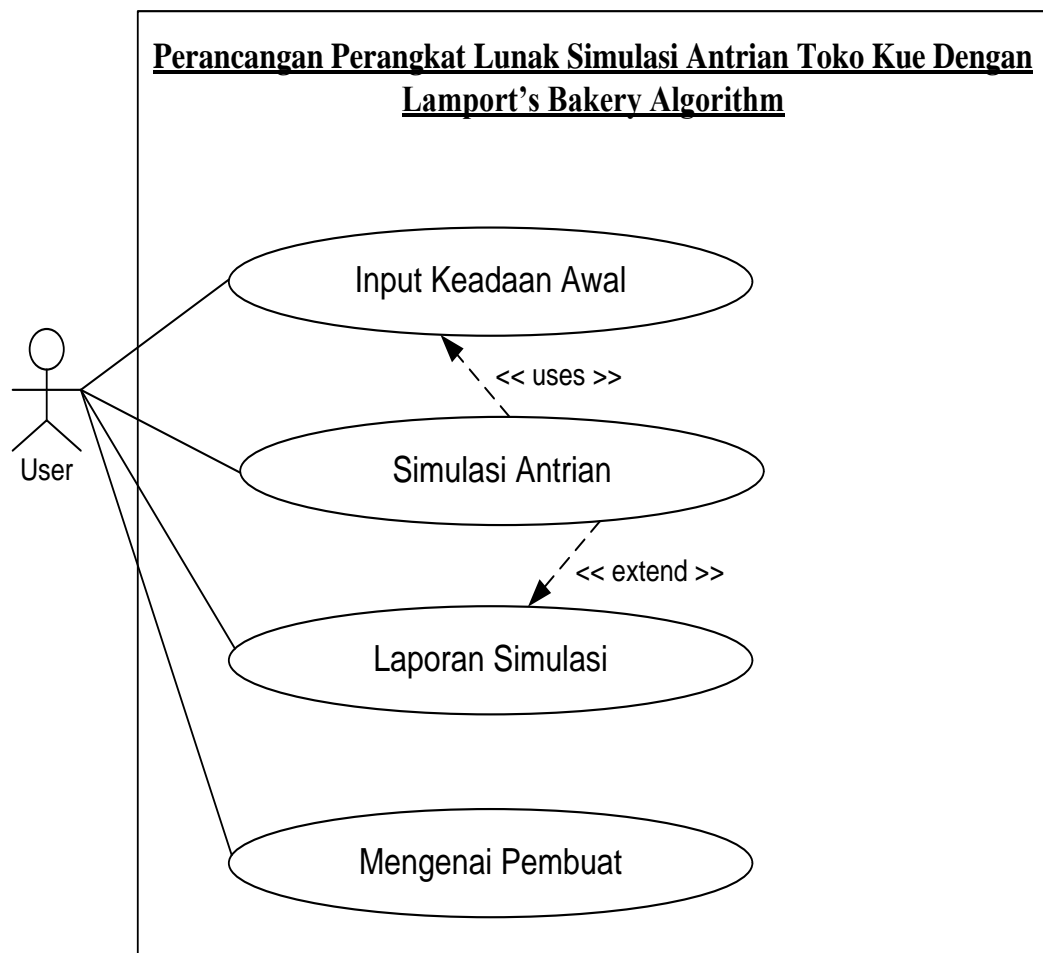 Perancangan Perangkat Lunak Simulasi Antrian Toko Kue Dengan
Lamport's Bakery Algorithm
Input Keadaan Awal
<< uses >>
Simulasi Antrian
User
<< extend >>
Laporan Simulasi
Mengenai Pembuat